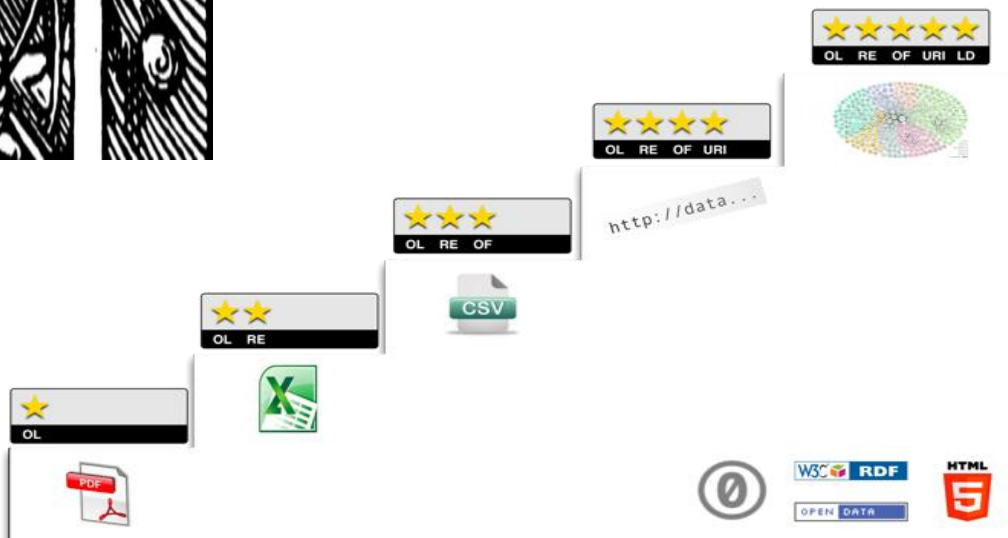 OL RE OF URI LD
OL RE OF URI
http://data...
OL RE OF
CSV
OL RE
X
OL
PDF
0
W3C RDF
OPEN DATA
HTML
5